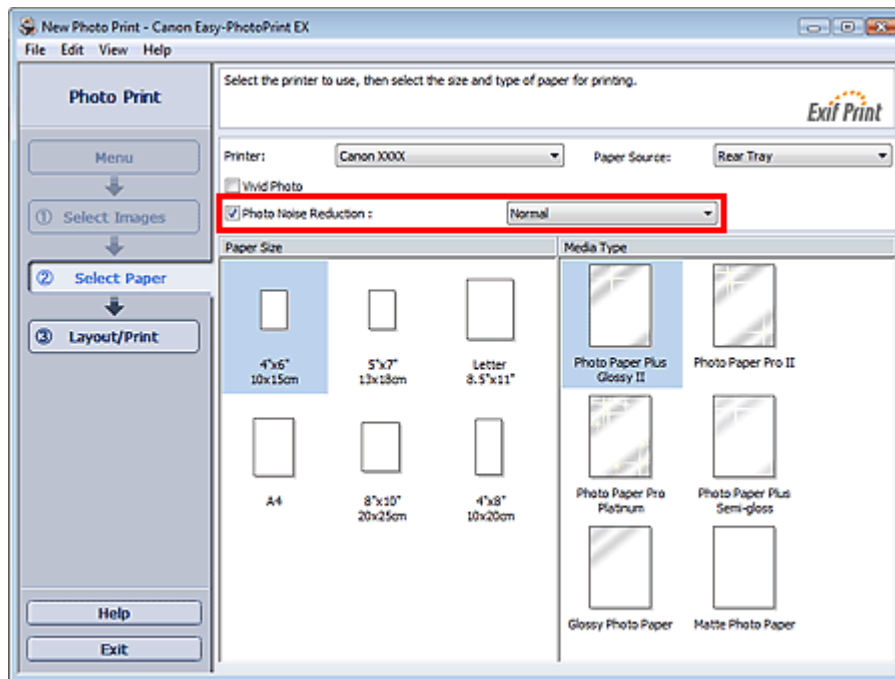 New Photo Print - Canon Easy-PhotoPrint EX
File Edit View Help
Photo Print
Select the printer to use, then select the size and type of paper for printing.
Exif Print
Menu
Printer: Canon XXXX Paper Source: Rear Tray
Vivid Photo
① Select Images
Photo Noise Reduction : Normal
Paper Size Media Type
② Select Paper
③ Layout/Print
4"x6"
10x15cm
5"x7"
13x18cm
Letter
8.5"x11"
Photo Paper Plus
Glossy II
Photo Paper Pro II
A4
8"x10"
20x25cm
4"x8"
10x20cm
Photo Paper Pro
Platinum
Photo Paper Plus
Semi-gloss
Glossy Photo Paper
Matte Photo Paper
Help
Exit